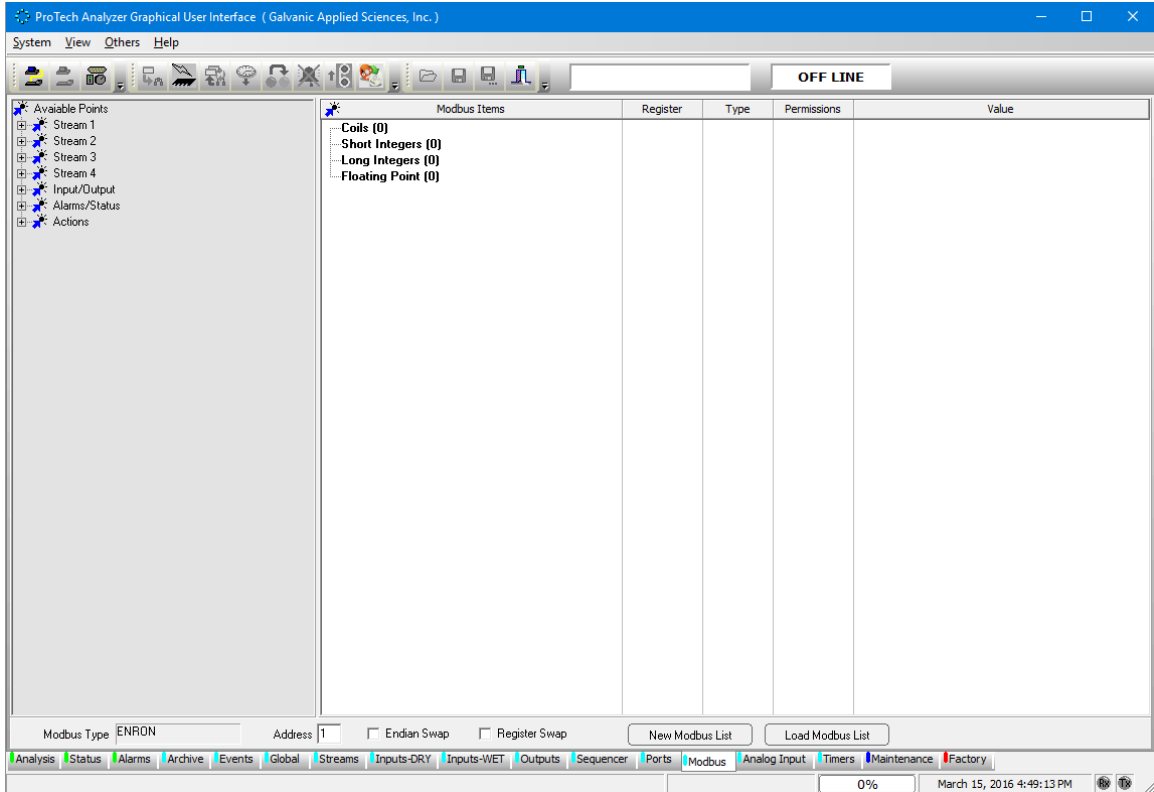 ProTech Analyzer Graphical User Interface ( Galvanic Applied Sciences, Inc. )
System View Others Help
OFF LINE
Avaiable Points
Stream 1
Stream 2
Stream 3
Stream 4
Input/Output
Alarms/Status
Actions
Modbus Items Register Type Permissions Value
Coils (0)
Short Integers (0)
Long Integers (0)
Floating Point (0)
Modbus Type ENRON Address 1 Endian Swap Register Swap New Modbus List Load Modbus List
Analysis Status Alarms Archive Events Global Streams Inputs-DRY Inputs-WET Outputs Sequencer Ports Modbus Analog Input Timers Maintenance Factory
0% March 15, 2016 4:49:13 PM Rx Tx